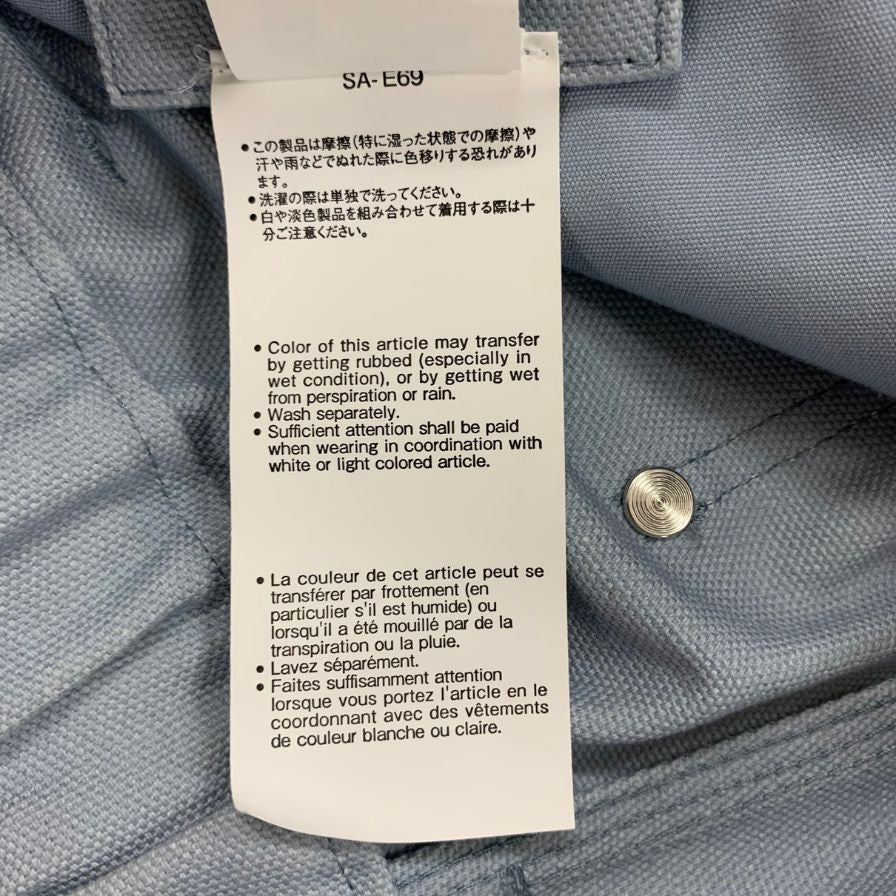 SA-E69
● この製品は摩擦(特に湿った状態での摩擦)や
汗や雨などでぬれた際に色移りする恐れがあり
ます。
● 洗濯の際は単独で洗ってください。
● 白や淡色製品を組み合わせて着用する際は十
分ご注意ください。
● Color of this article may transfer
by getting rubbed (especially in
wet condition), or by getting wet
from perspiration or rain.
● Wash separately.
● Sufficient attention shall be paid
when wearing in coordination with
white or light colored article.
● La couleur de cet article peut se
transférer par frottement (en
particulier s'il est humide) ou
lorsqu'il a été mouillé par de la
transpiration ou la pluie.
● Lavez séparément.
● Faites suffisamment attention
lorsque vous portez l'article en le
coordonnant avec des vêtements
de couleur blanche ou claire.